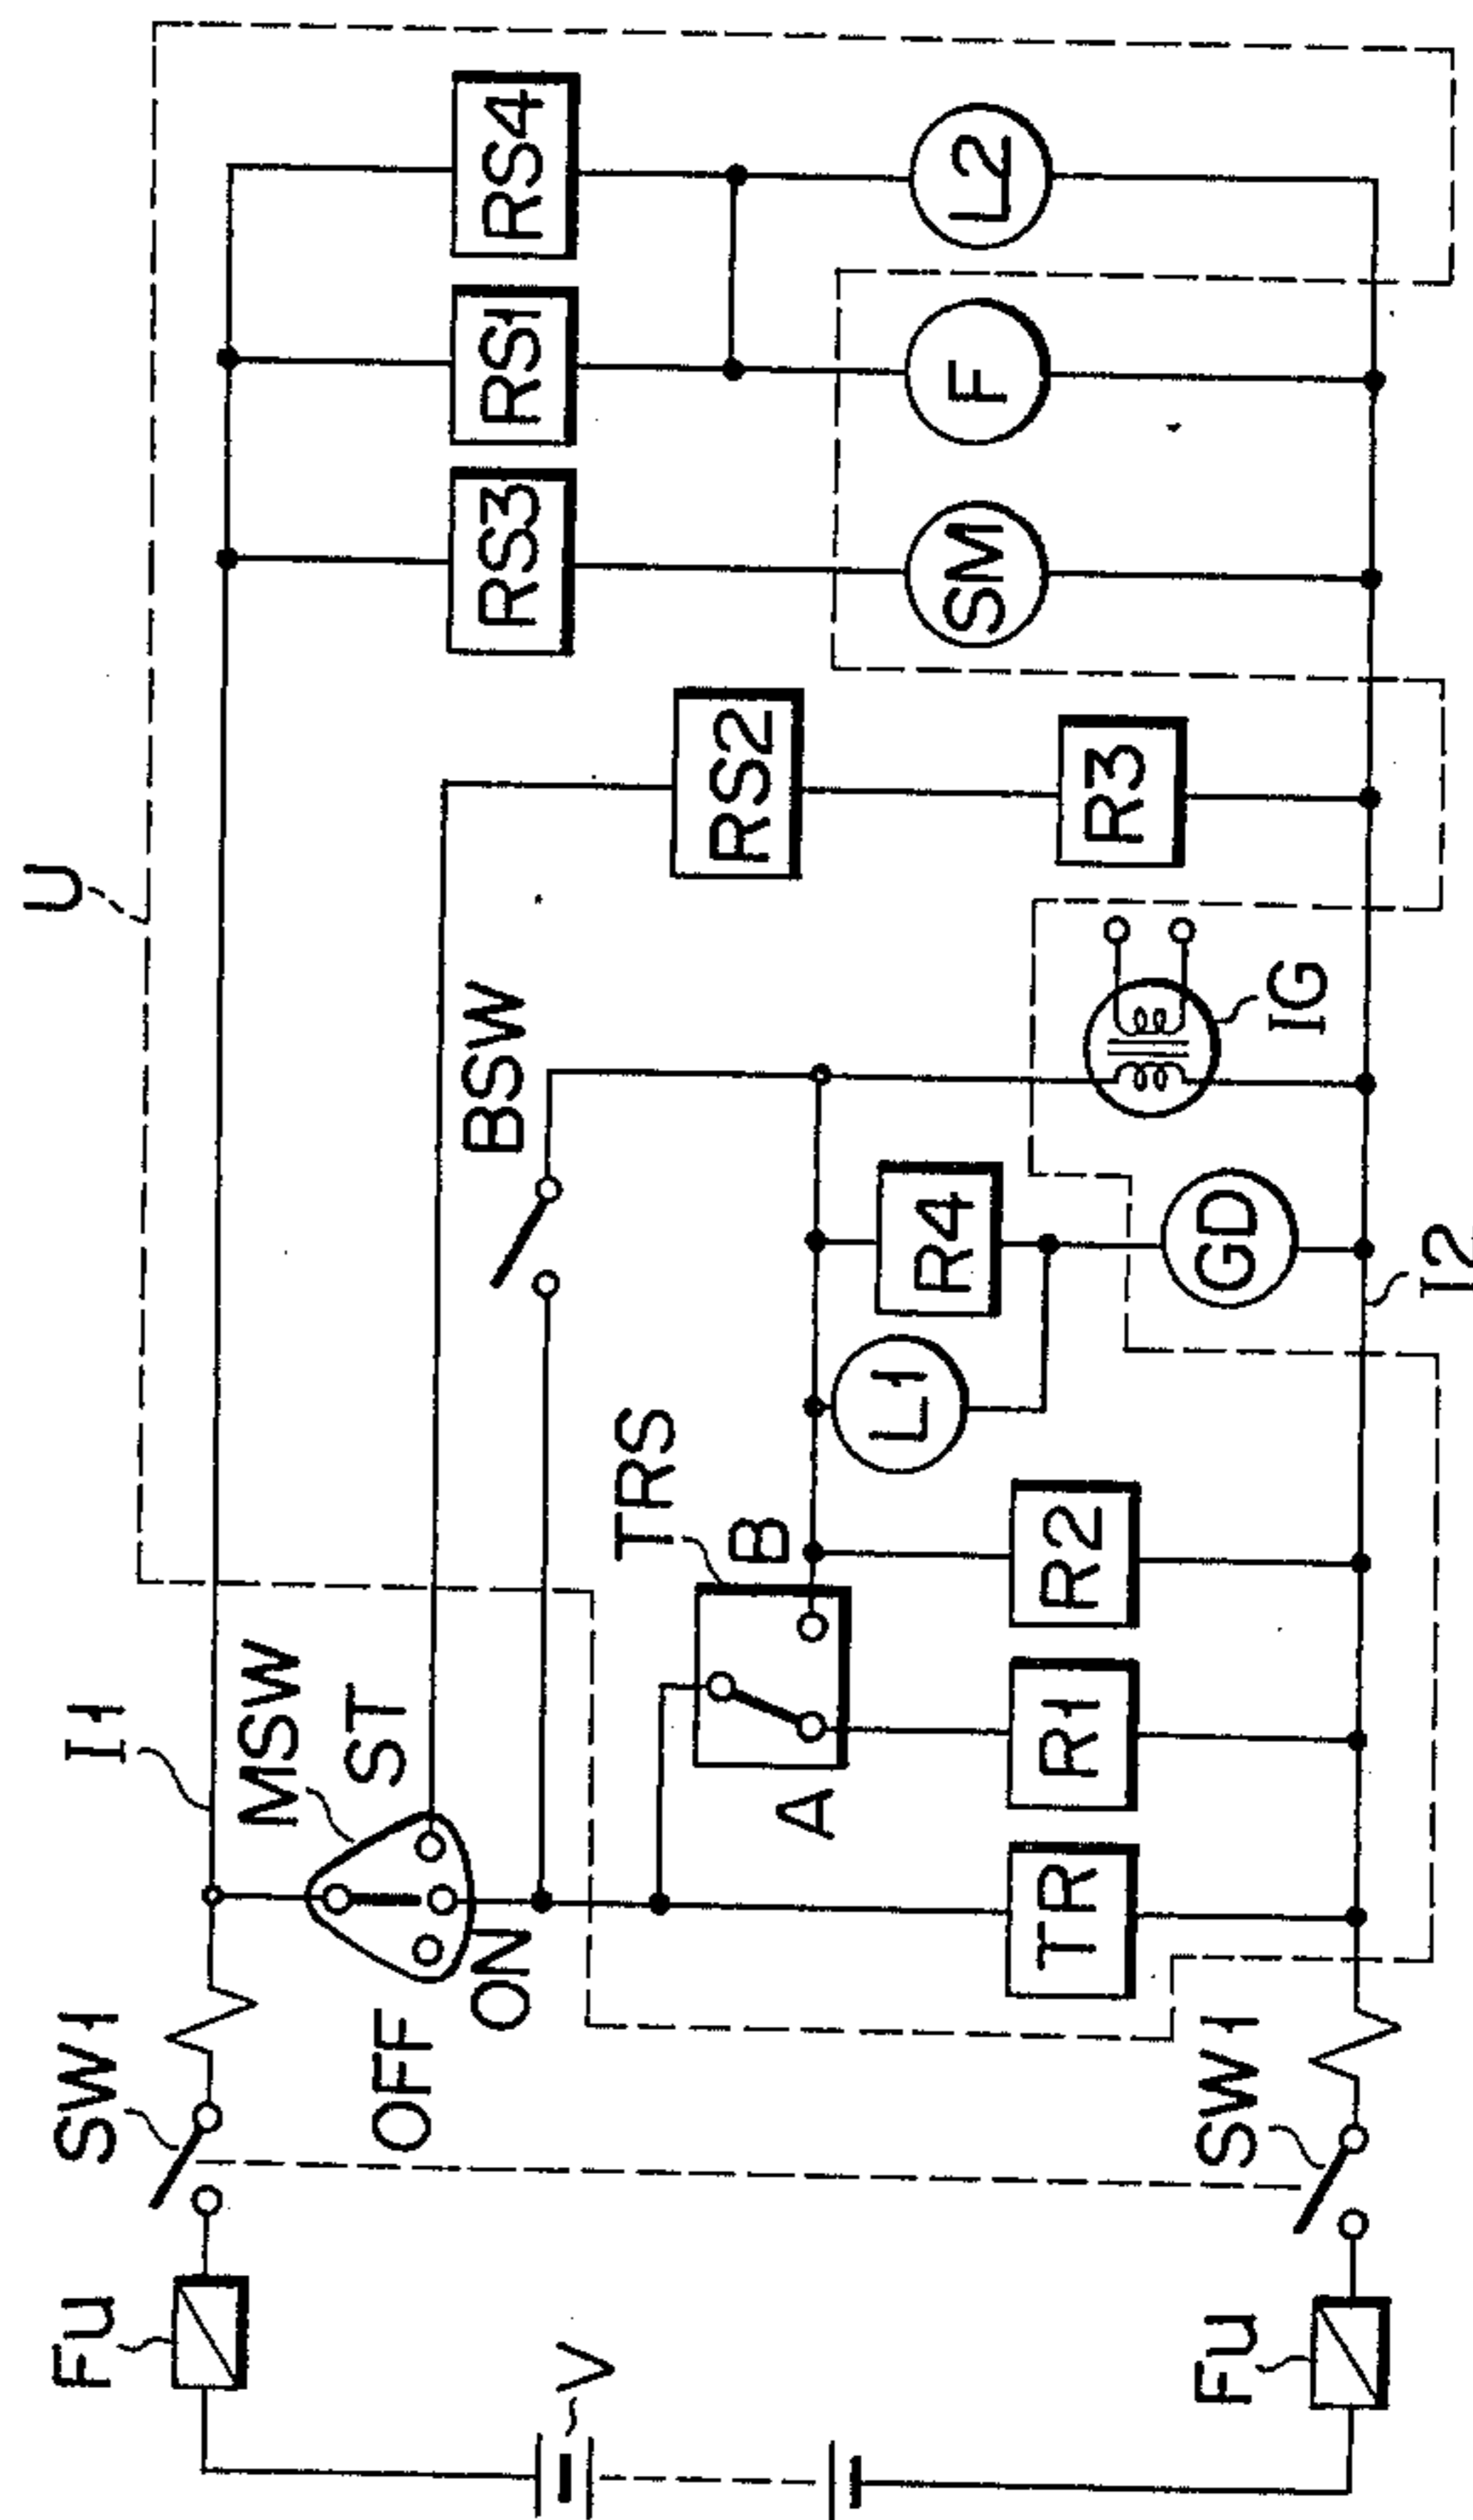 U
FU
SW1
I1
MSW
ST
OFF
ON
BSW
RS3
RS1
RS4
V
TRS
A
B
RS2
L1
R4
SM
F
L2
TR
R1
R2
R3
GD
IG
FU
SW1
I2